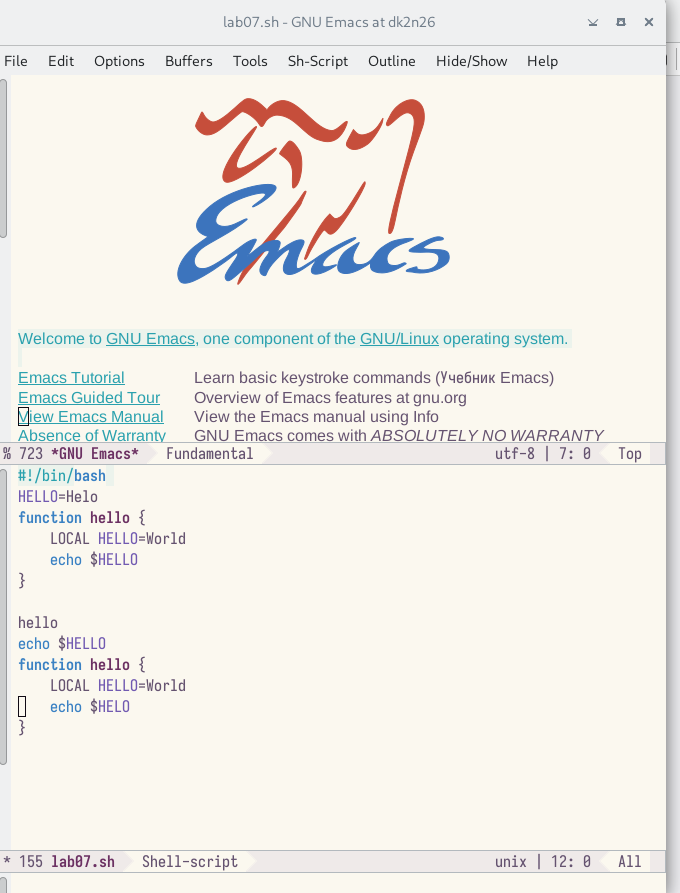 lab07.sh - GNU Emacs at dk2n26
File Edit Options Buffers Tools Sh-Script Outline Hide/Show Help
Emacs
Welcome to GNU Emacs, one component of the GNU/Linux operating system.
Emacs Tutorial Learn basic keystroke commands (Учебник Emacs)
Emacs Guided Tour Overview of Emacs features at gnu.org
View Emacs Manual View the Emacs manual using Info
Absence of Warranty GNU Emacs comes with ABSOLUTELY NO WARRANTY
% 723 *GNU Emacs* Fundamental utf-8 | 7: 0 Top
#!/bin/bash
HELLO=Helo
function hello {
    LOCAL HELLO=World
    echo $HELLO
}
hello
echo $HELLO
function hello {
    LOCAL HELLO=World
    echo $HELO
}
* 155 lab07.sh Shell-script unix | 12: 0 All